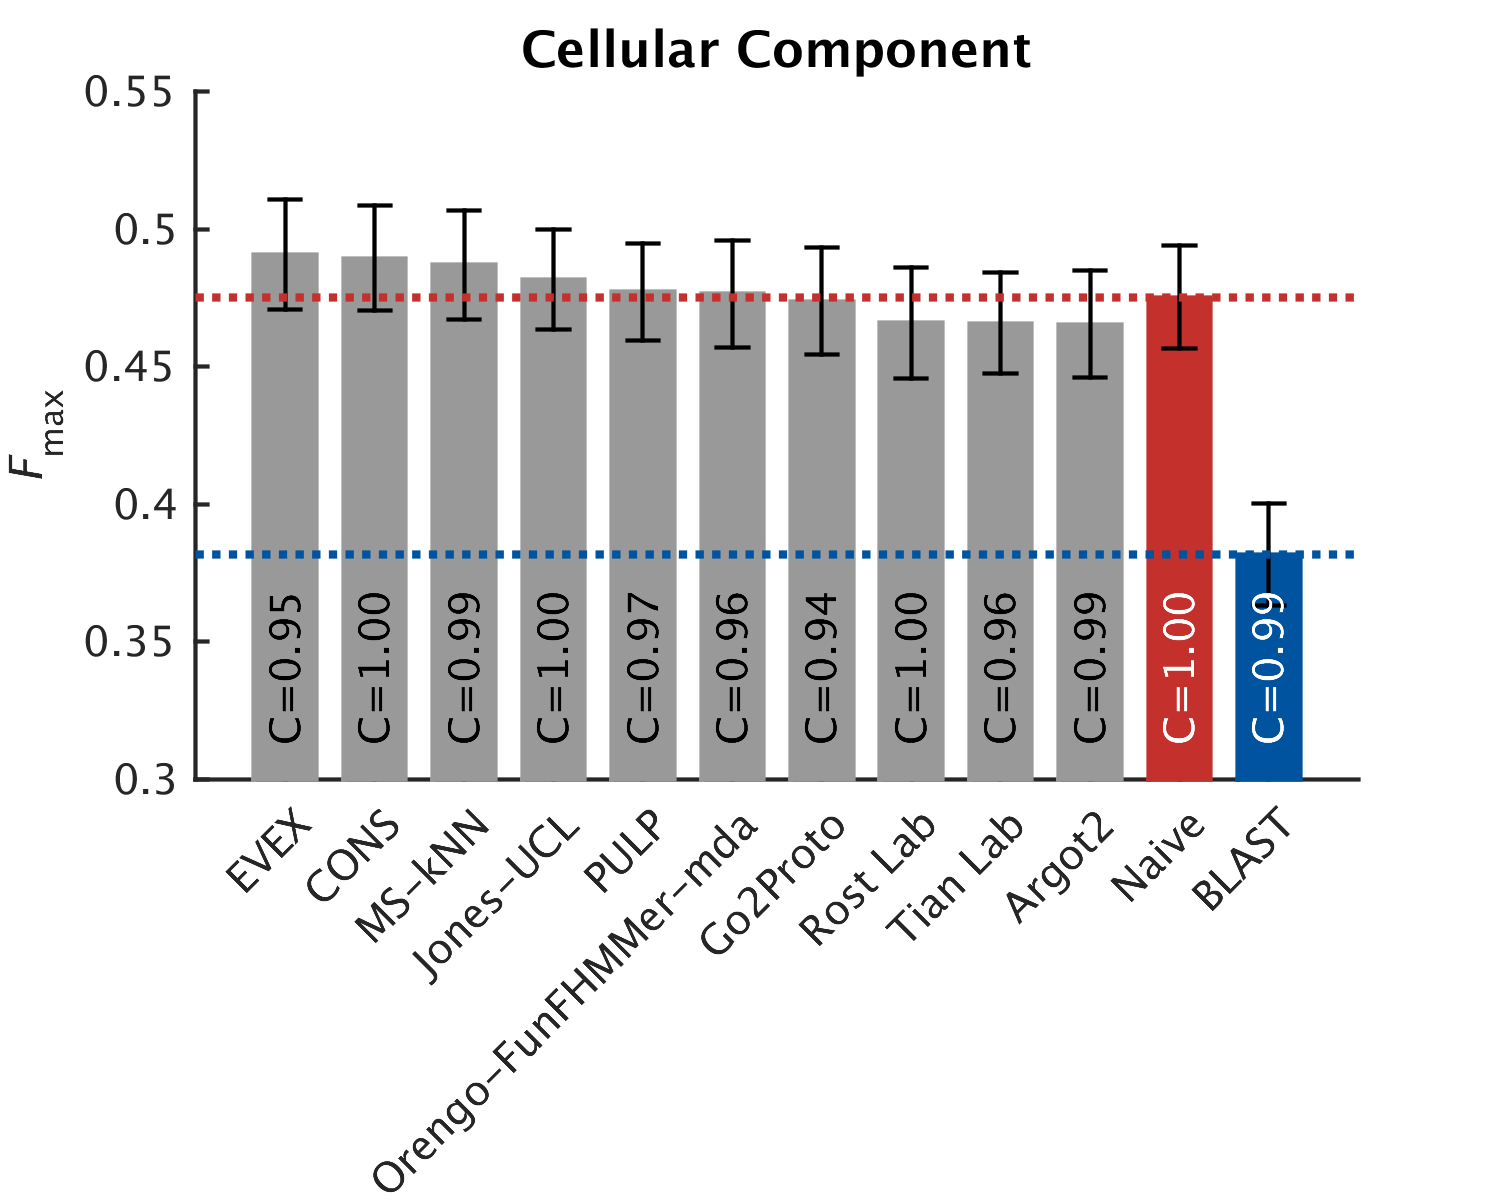 Cellular Component
0.55
0.5
0.45
0.4
0.35
0.3
Fmax
C=0.95
C=1.00
C=0.99
C=1.00
C=0.97
C=0.96
C=0.94
C=1.00
C=0.96
C=0.99
C=1.00
C=0.99
EVEX
CONS
MS-kNN
Jones-UCL
PULP
Orengo-FunFHMMer-mda
Go2Proto
Rost Lab
Tian Lab
Argot2
Naive
BLAST